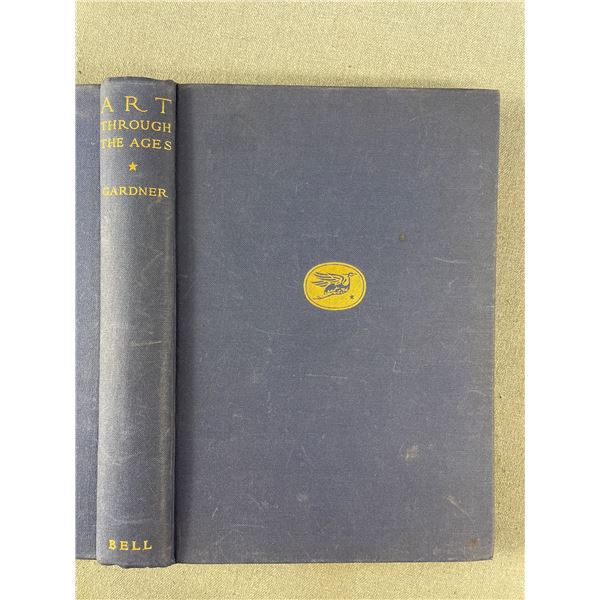 ART
THROUGH
THE AGES
GARDNER
BELL